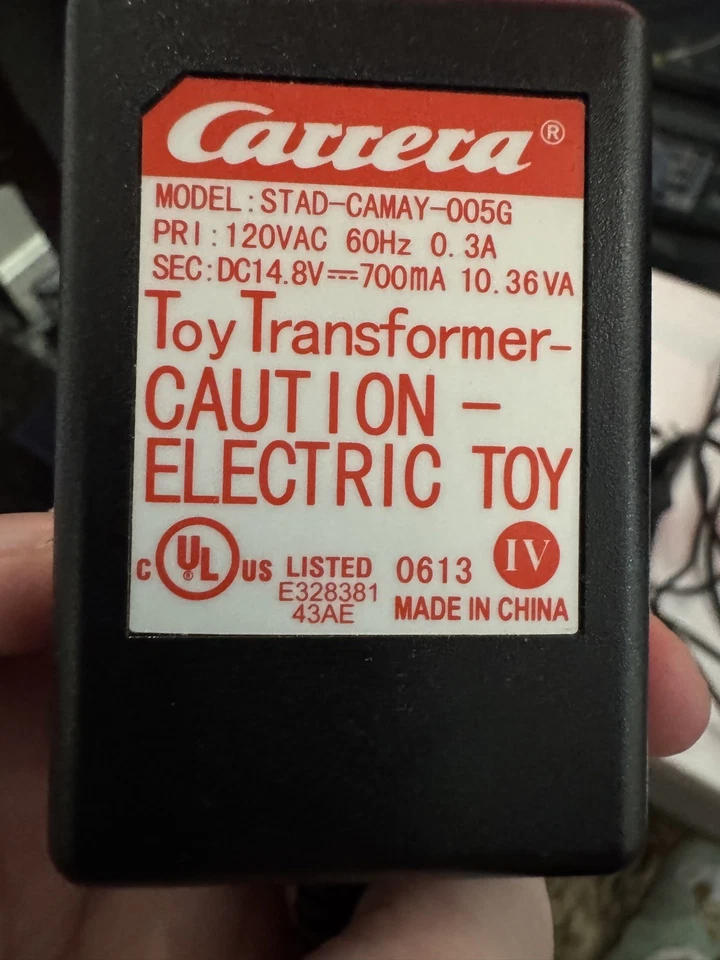 Carrera®
MODEL:STAD-CAMAY-005G
PRI:120VAC 60Hz 0.3A
SEC:DC14.8V⎓700mA 10.36VA
Toy Transformer-
CAUTION -
ELECTRIC TOY
C UL® US LISTED 0613 IV
E328381
43AE MADE IN CHINA